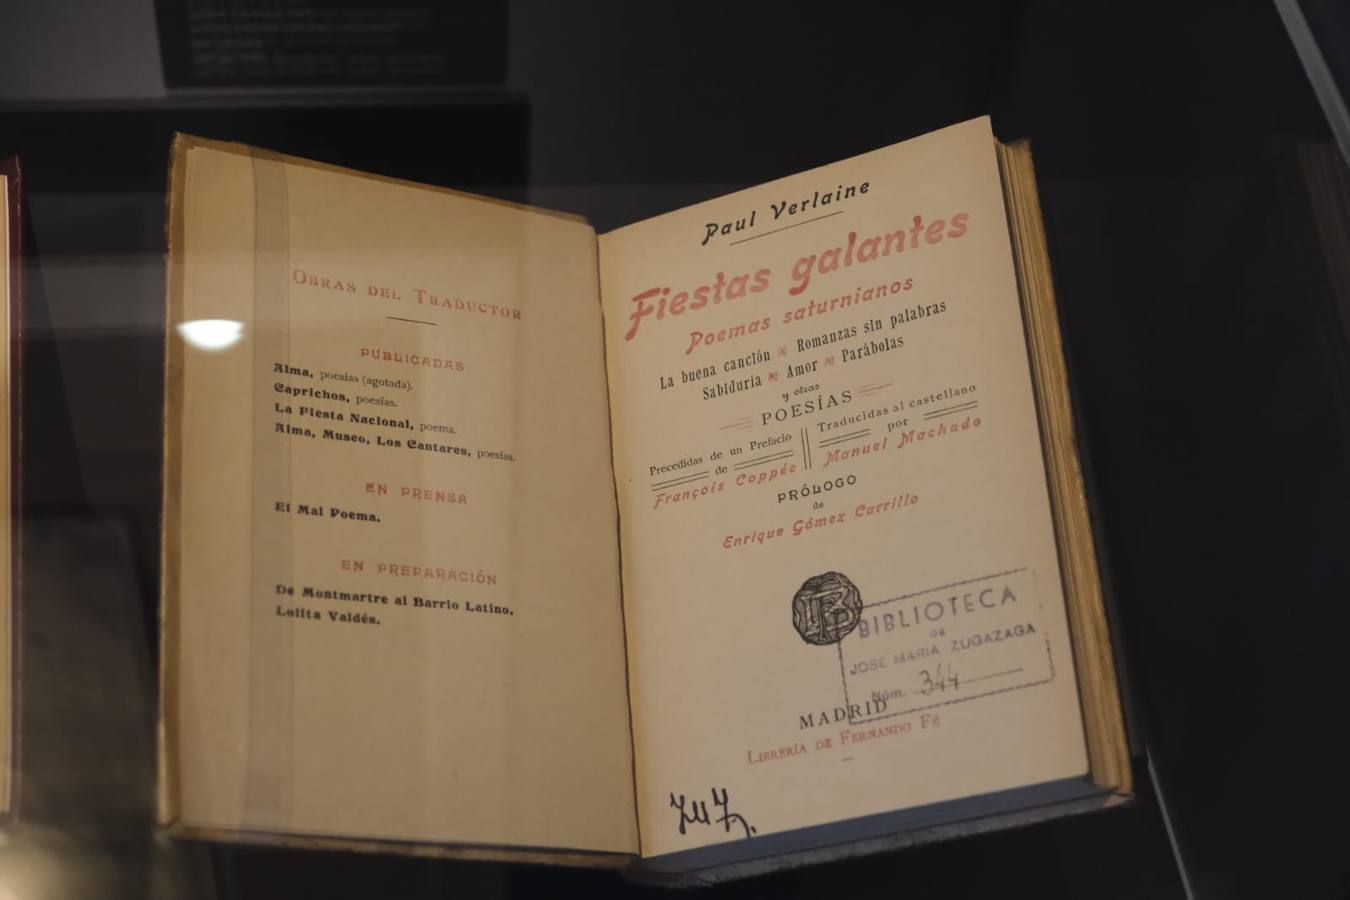 OBRAS DEL TRADUCTOR
PUBLICADAS
Alma, poesías (agotada).
Caprichos, poesías.
La Fiesta Nacional, poema.
Alma, Museo, Los Cantares, poesías.
EN PRENSA
El Mal Poema.
EN PREPARACIÓN
De Montmartre al Barrio Latino.
Lolita Valdés.
Paul Verlaine
Fiestas galantes
Poemas saturnianos
La buena canción Romanzas sin palabras
Sabiduría Amor Parábolas
y otras
POESÍAS
Precedidas de un Prefacio
de
François Coppée
Traducidas al castellano
por
Manuel Machado
PRÓLOGO
de
Enrique Gómez Carrillo
BIBLIOTECA
DE
JOSE MARIA ZUGAZAGA
Núm. 344
MADRID
LIBRERÍA DE FERNANDO FÉ